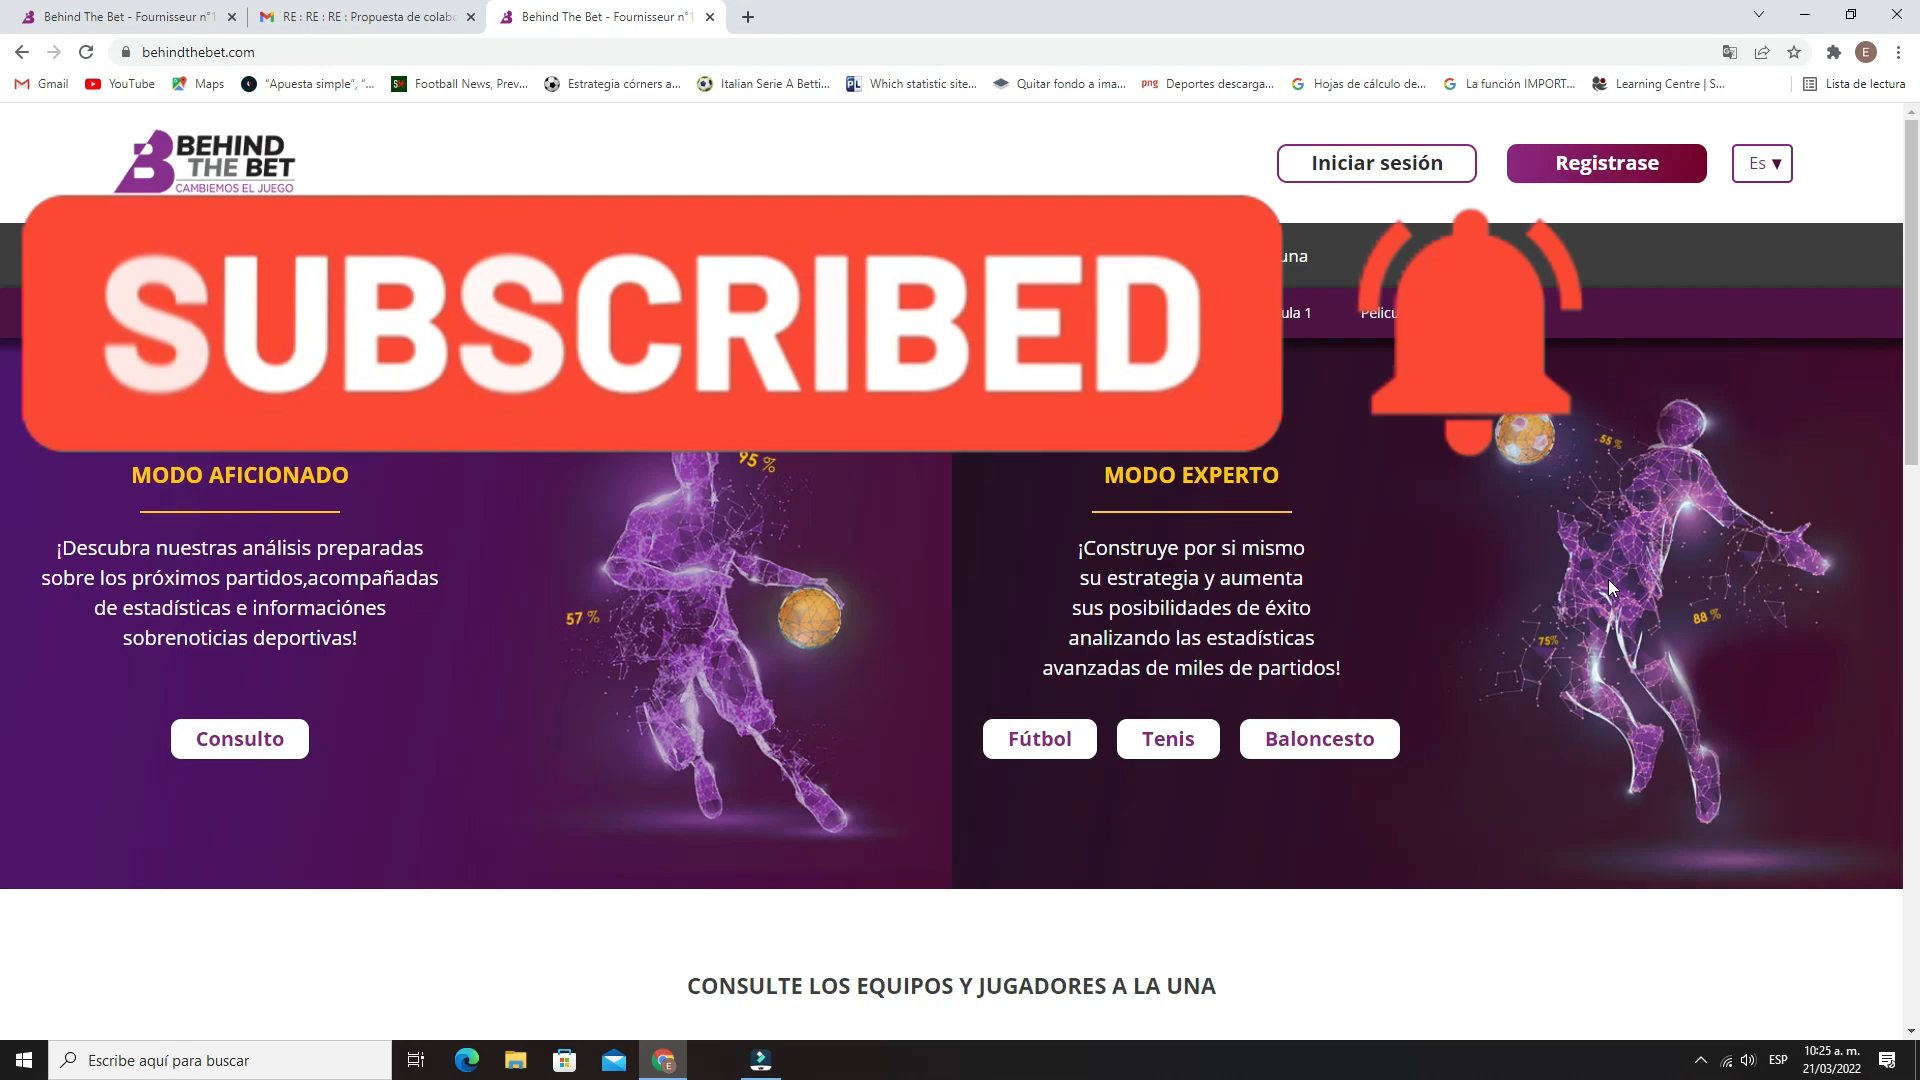 Behind The Bet - Fournisseur n°1
RE : RE : RE : Propuesta de colabo
Behind The Bet - Fournisseur n°1
behindthebet.com
E
Gmail
YouTube
Maps
"Apuesta simple", "...
Football News, Prev...
Estrategia córners a...
Italian Serie A Betti...
PL Which statistic site...
Quitar fondo a ima...
png Deportes descarga...
Hojas de cálculo de...
La función IMPORT...
Learning Centre | S...
Lista de lectura
BEHIND
THE BET
CAMBIEMOS EL JUEGO
Iniciar sesión
Registrase
Es ▼
SUBSCRIBED
una
ula 1
Pelicu
MODO AFICIONADO
¡Descubra nuestras análisis preparadas
sobre los próximos partidos,acompañadas
de estadísticas e informaciónes
sobrenoticias deportivas!
Consulto
95 %
57 %
MODO EXPERTO
¡Construye por si mismo
su estrategia y aumenta
sus posibilidades de éxito
analizando las estadísticas
avanzadas de miles de partidos!
Fútbol
Tenis
Baloncesto
55 %
88 %
75%
CONSULTE LOS EQUIPOS Y JUGADORES A LA UNA
Escribe aquí para buscar
ESP
10:25 a. m.
21/03/2022